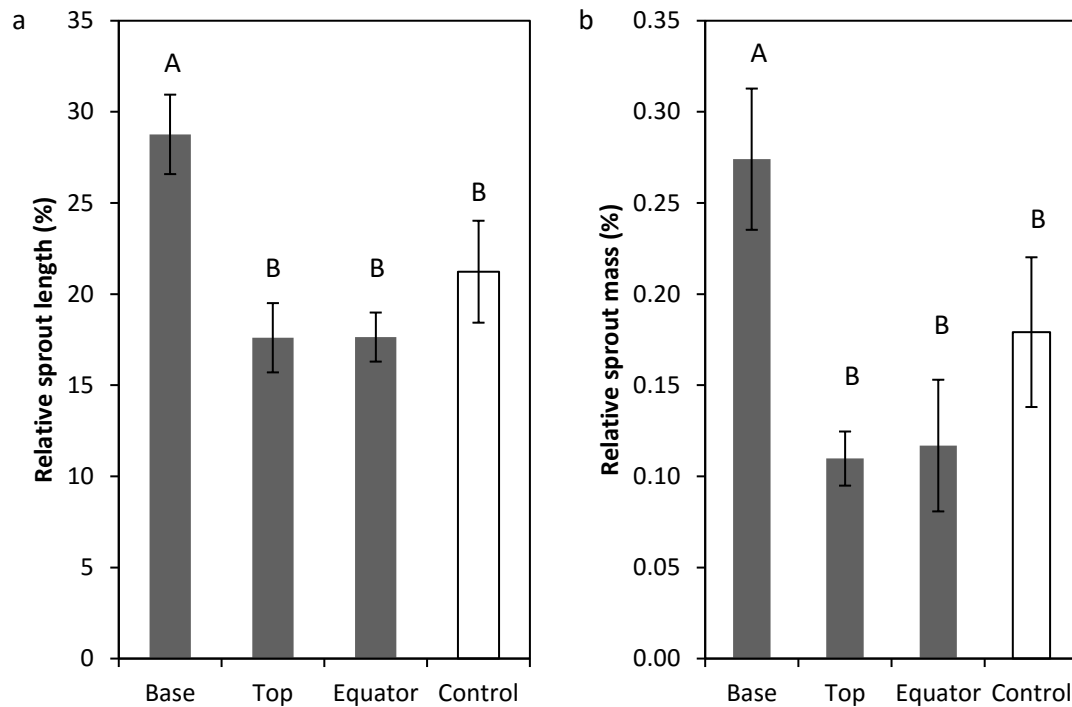 a
Relative sprout length (%)
35
30
25
20
15
10
5
0
A
B
B
B
Base Top Equator Control
b
Relative sprout mass (%)
0.35
0.30
0.25
0.20
0.15
0.10
0.05
0.00
A
B
B
B
Base Top Equator Control